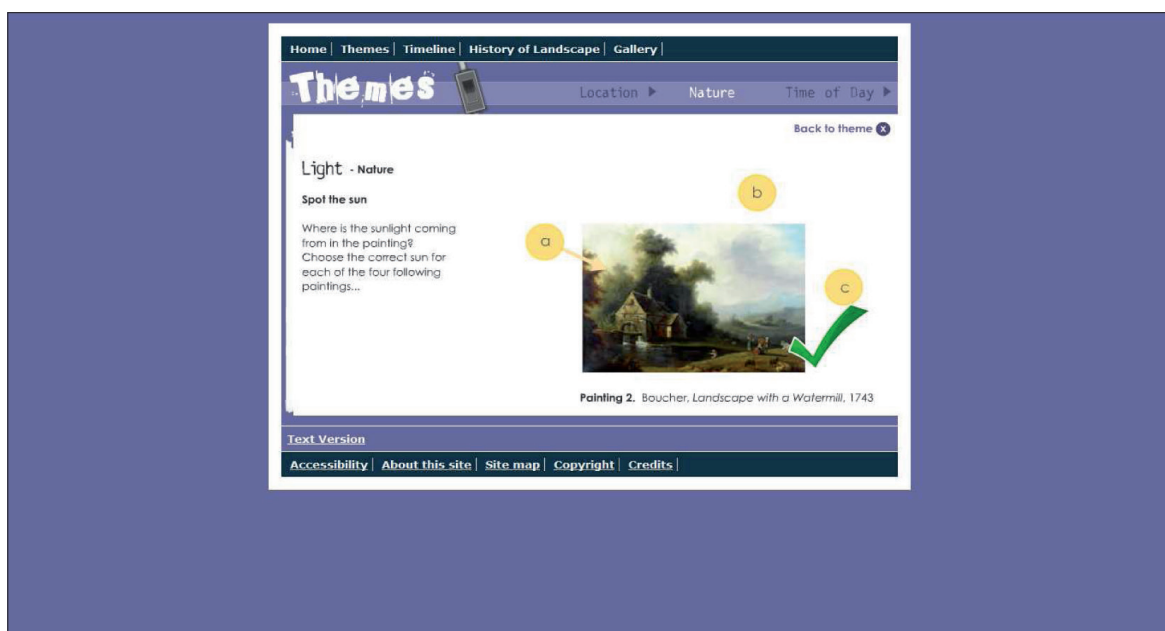 Home | Themes | Timeline | History of Landscape | Gallery |
Themes
Location Nature Time of Day
Back to theme X
Light - Nature
Spot the sun
Where is the sunlight coming
from in the painting?
Choose the correct sun for
each of the four following
paintings...
b
a
c
Painting 2. Boucher, Landscape with a Watermill, 1743
Text Version
Accessibility | About this site | Site map | Copyright | Credits |